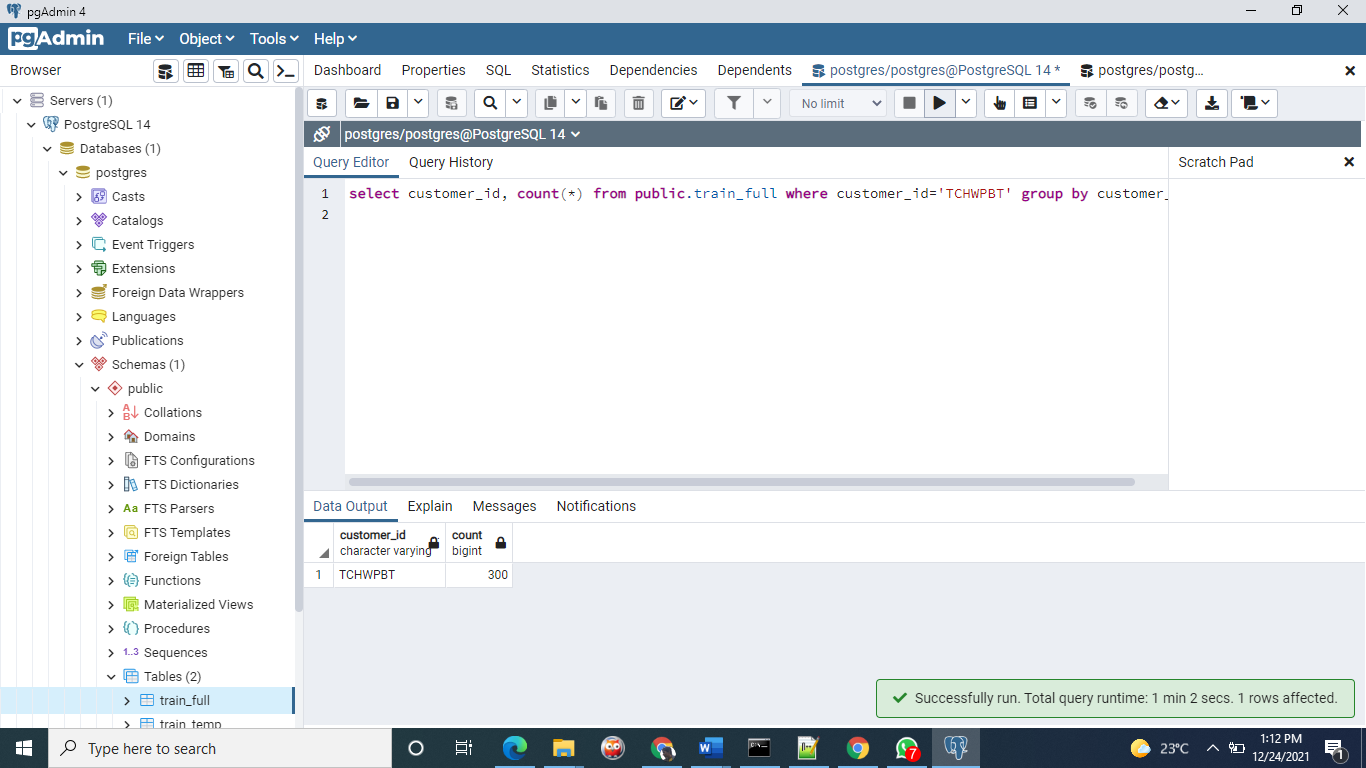 pgAdmin 4
pgAdmin File Object Tools Help
Browser
Dashboard Properties SQL Statistics Dependencies Dependents postgres/postgres@PostgreSQL 14 * postgres/postg...
No limit
postgres/postgres@PostgreSQL 14
Query Editor Query History
Scratch Pad
1 select customer_id, count(*) from public.train_full where customer_id='TCHWPBT' group by customer_
2
Servers (1)
PostgreSQL 14
Databases (1)
postgres
Casts
Catalogs
Event Triggers
Extensions
Foreign Data Wrappers
Languages
Publications
Schemas (1)
public
Collations
Domains
FTS Configurations
FTS Dictionaries
Aa FTS Parsers
FTS Templates
Foreign Tables
Functions
Materialized Views
Procedures
1..3 Sequences
Tables (2)
train_full
train_temp
Data Output Explain Messages Notifications
customer_id
character varying
count
bigint
1 TCHWPBT 300
Successfully run. Total query runtime: 1 min 2 secs. 1 rows affected.
Type here to search
7
23°C
1:12 PM
12/24/2021
1